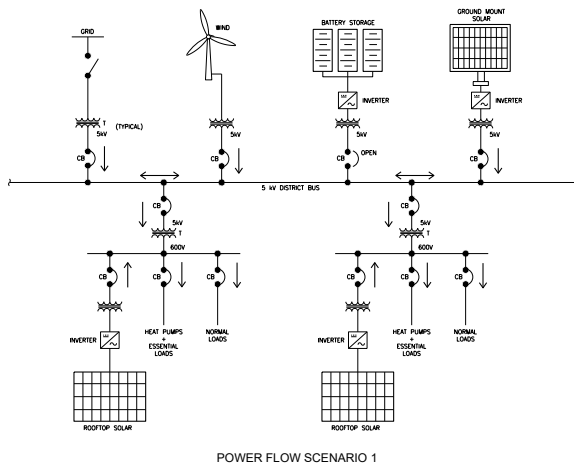 GRID
WIND
BATTERY STORAGE
GROUND MOUNT
SOLAR
INVERTER
INVERTER
T (TYPICAL)
5kV
5kV
5kV
5kV
CB
CB
CB
OPEN
CB
5 kV DISTRICT BUS
CB
CB
5kV
T
5kV
T
600V
600V
CB
CB
CB
CB
CB
CB
INVERTER
HEAT PUMPS
+
ESSENTIAL
LOADS
NORMAL
LOADS
INVERTER
HEAT PUMPS
+
ESSENTIAL
LOADS
NORMAL
LOADS
ROOFTOP SOLAR
ROOFTOP SOLAR
POWER FLOW SCENARIO 1